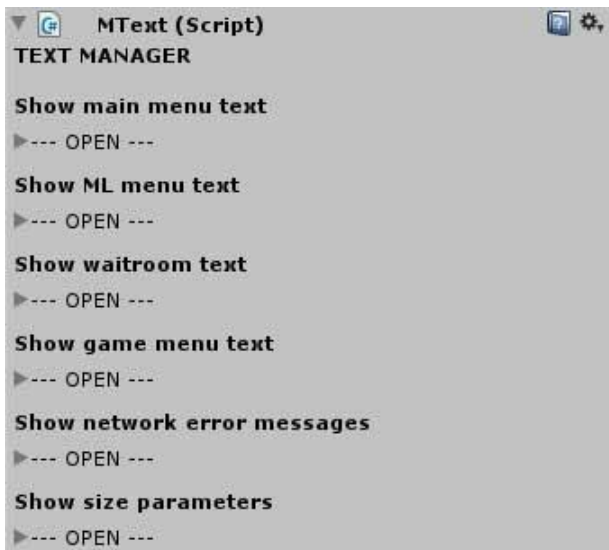 MText (Script)
TEXT MANAGER
Show main menu text
--- OPEN ---
Show ML menu text
--- OPEN ---
Show waitroom text
--- OPEN ---
Show game menu text
--- OPEN ---
Show network error messages
--- OPEN ---
Show size parameters
--- OPEN ---